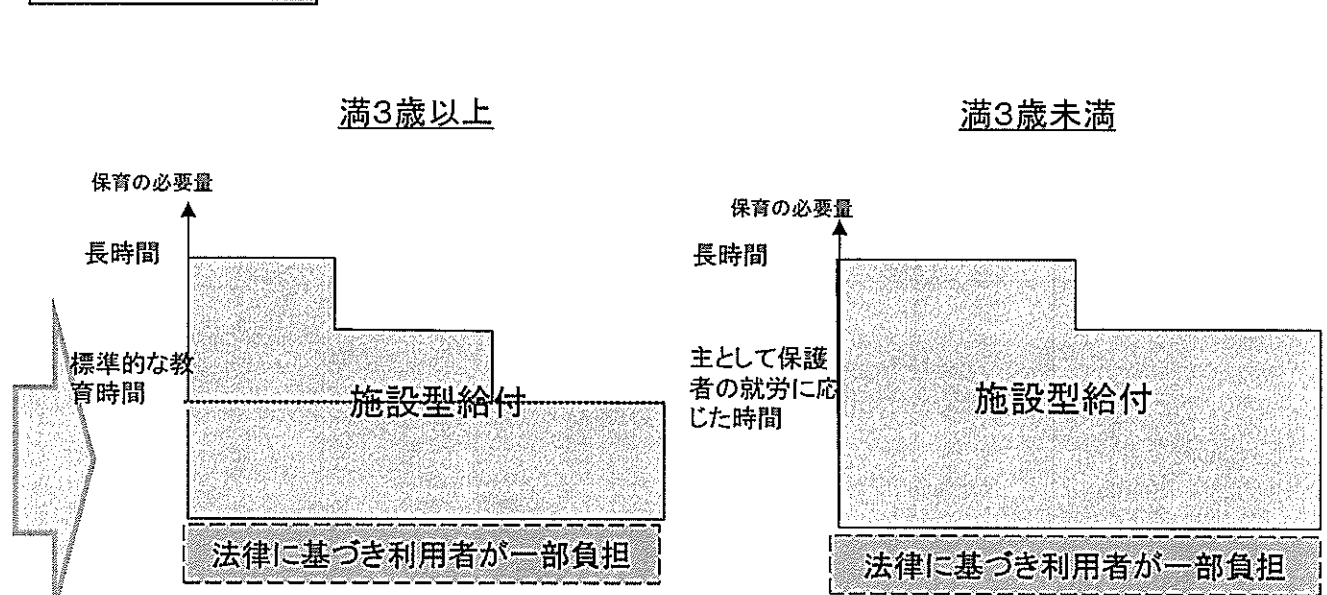 満3歳以上
保育の必要量
長時間
標準的な教
育時間
施設型給付
法律に基づき利用者が一部負担
満3歳未満
保育の必要量
長時間
主として保護
者の就労に応
じた時間
施設型給付
法律に基づき利用者が一部負担